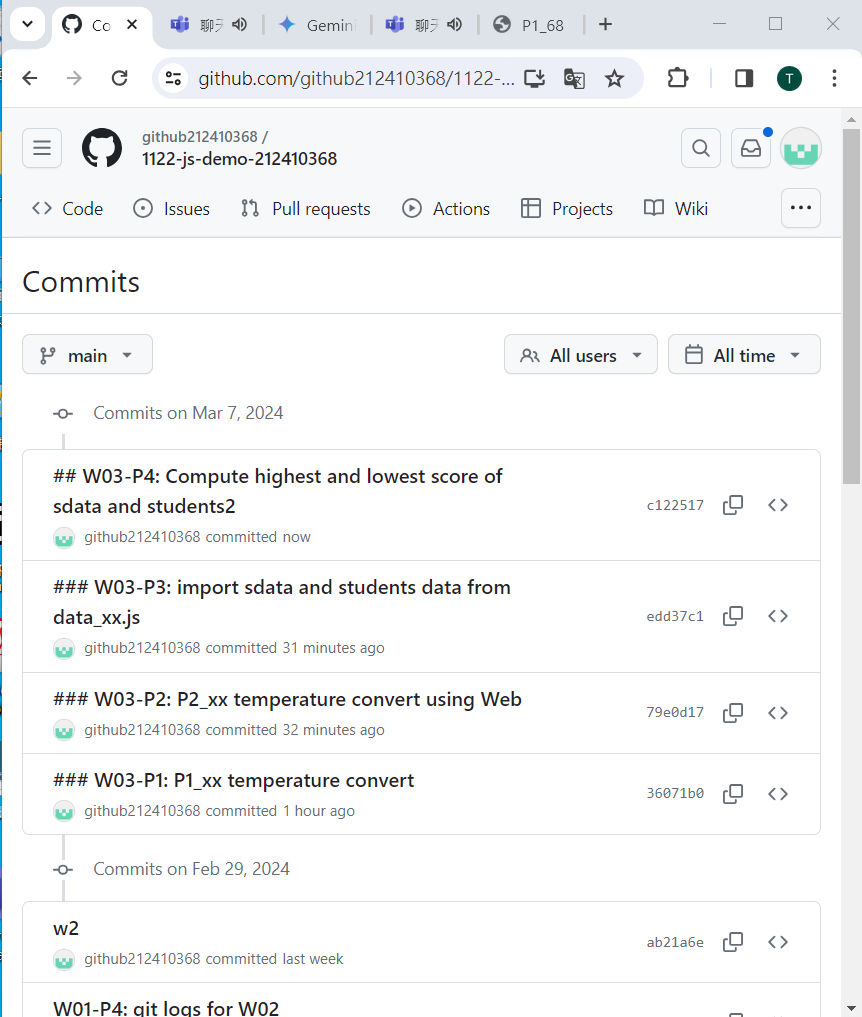 Co
聊天
Gemini
聊天
P1_68
github.com/github212410368/1122-...
T
github212410368 /
1122-js-demo-212410368
Code
Issues
Pull requests
Actions
Projects
Wiki
Commits
main
All users
All time
Commits on Mar 7, 2024
## W03-P4: Compute highest and lowest score of
sdata and students2
c122517
github212410368 committed now
### W03-P3: import sdata and students data from
data_xx.js
edd37c1
github212410368 committed 31 minutes ago
### W03-P2: P2_xx temperature convert using Web
79e0d17
github212410368 committed 32 minutes ago
### W03-P1: P1_xx temperature convert
36071b0
github212410368 committed 1 hour ago
Commits on Feb 29, 2024
w2
ab21a6e
github212410368 committed last week
W01-P4: git logs for W02